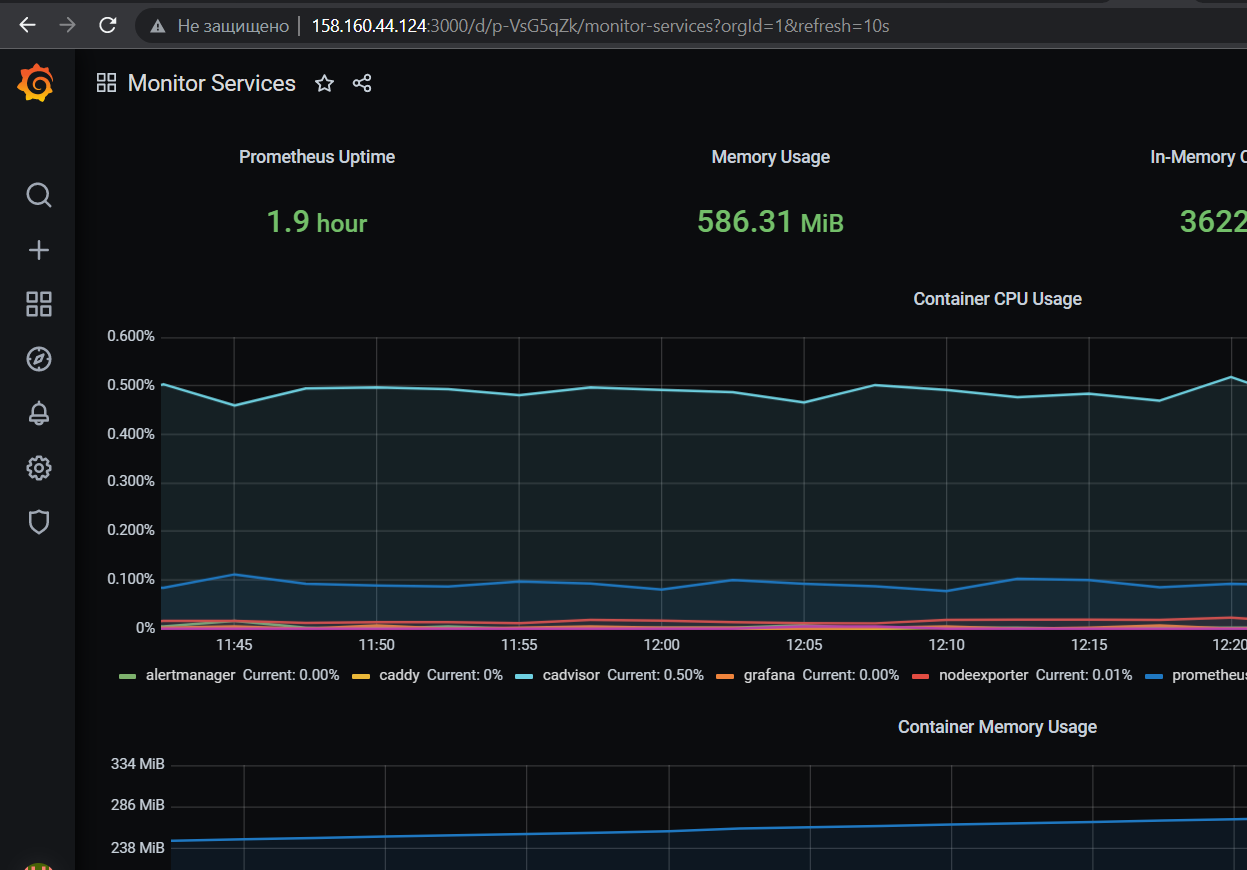 Не защищено | 158.160.44.124:3000/d/p-VsG5qZk/monitor-services?orgId=1&refresh=10s
Monitor Services
Prometheus Uptime
Memory Usage
In-Memory C
1.9 hour
586.31 MiB
3622
Container CPU Usage
0.600%
0.500%
0.400%
0.300%
0.200%
0.100%
0%
11:45 11:50 11:55 12:00 12:05 12:10 12:15 12:20
alertmanager Current: 0.00% caddy Current: 0% cadvisor Current: 0.50% grafana Current: 0.00% nodeexporter Current: 0.01% prometheus
Container Memory Usage
334 MiB
286 MiB
238 MiB